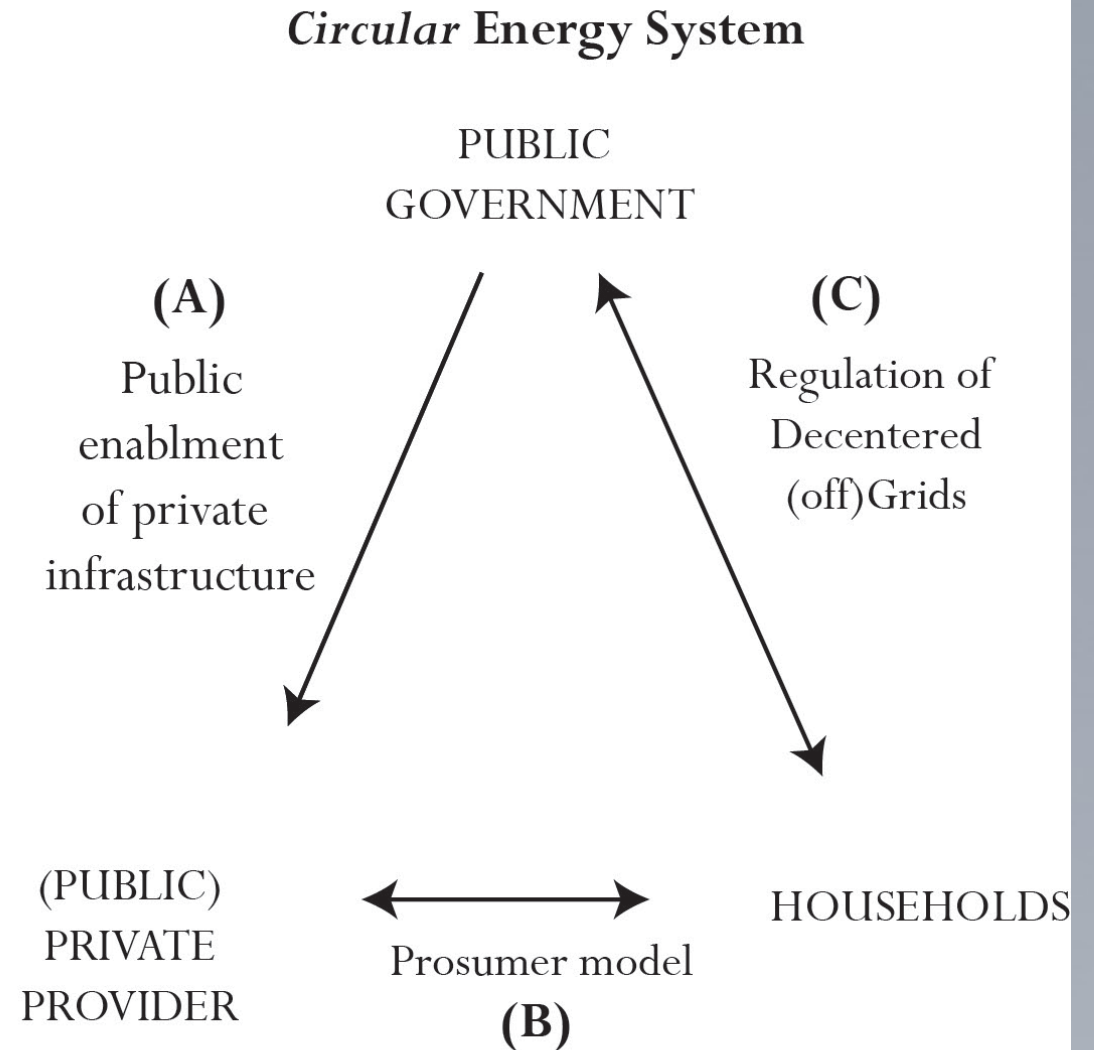 Circular Energy System
PUBLIC
GOVERNMENT
(A)
Public
enablment
of private
infrastructure
(C)
Regulation of
Decentered
(off)Grids
(PUBLIC)
PRIVATE
PROVIDER
Prosumer model
(B)
HOUSEHOLDS